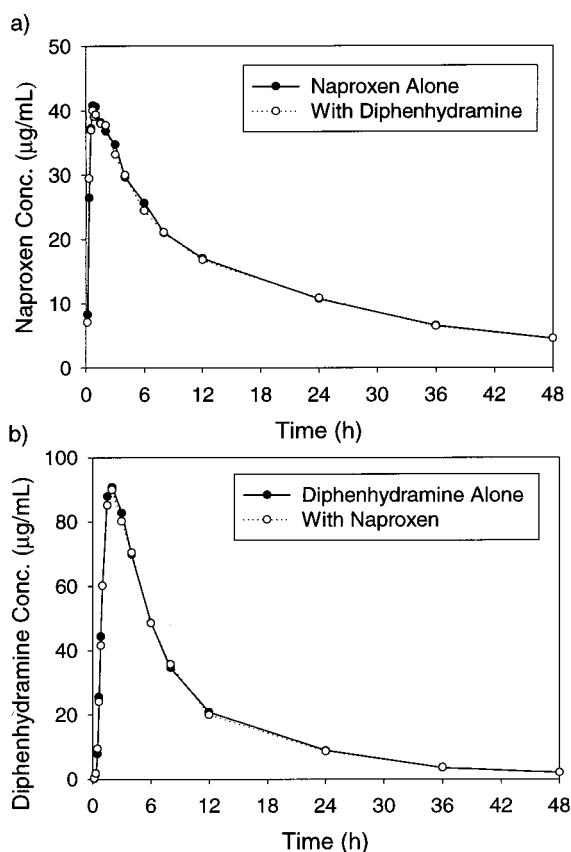 a)
Naproxen Conc. (μg/mL)
50
40
30
20
10
0
Naproxen Alone
With Diphenhydramine
0 6 12 18 24 30 36 42 48
Time (h)
b)
Diphenhydramine Conc. (μg/mL)
100
80
60
40
20
0
Diphenhydramine Alone
With Naproxen
0 6 12 18 24 30 36 42 48
Time (h)